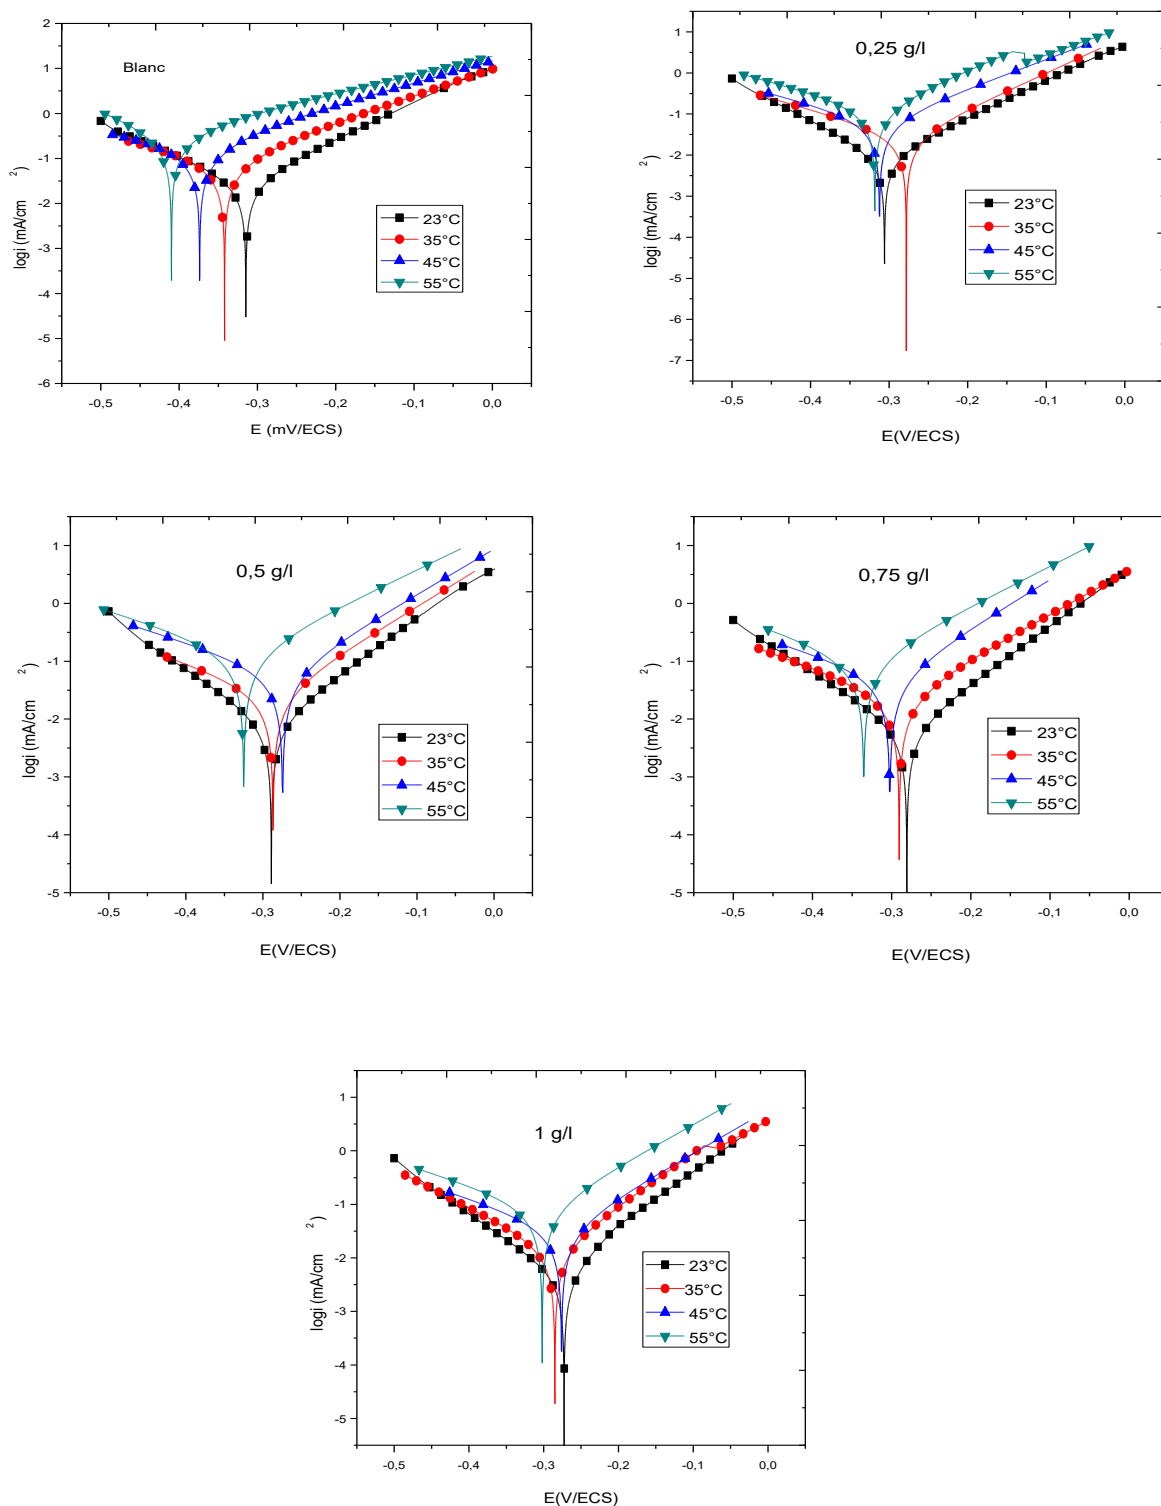 Blanc
2
1
0
-1
-2
-3
-4
-5
-6
logi (mA/cm²)
23°C
35°C
45°C
55°C
-0,5 -0,4 -0,3 -0,2 -0,1 0,0
E (mV/ECS)
0,25 g/l
1
0
-1
-2
-3
-4
-5
-6
-7
logi (mA/cm²)
23°C
35°C
45°C
55°C
-0,5 -0,4 -0,3 -0,2 -0,1 0,0
E(V/ECS)
0,5 g/l
1
0
-1
-2
-3
-4
-5
logi (mA/cm²)
23°C
35°C
45°C
55°C
-0,5 -0,4 -0,3 -0,2 -0,1 0,0
E(V/ECS)
0,75 g/l
1
0
-1
-2
-3
-4
-5
logi (mA/cm²)
23°C
35°C
45°C
55°C
-0,5 -0,4 -0,3 -0,2 -0,1 0,0
E(V/ECS)
1 g/l
1
0
-1
-2
-3
-4
-5
logi (mA/cm²)
23°C
35°C
45°C
55°C
-0,5 -0,4 -0,3 -0,2 -0,1 0,0
E(V/ECS)